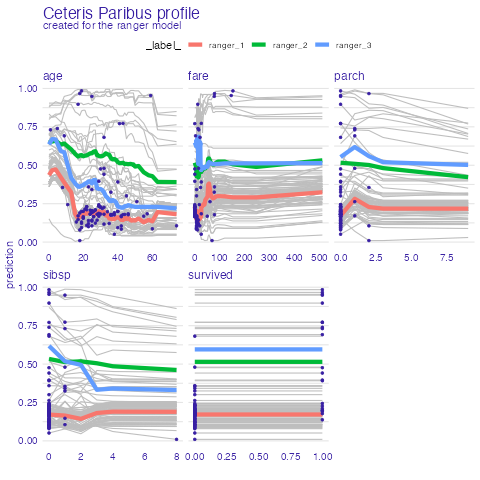 Ceteris Paribus profile
created for the ranger model
_label_ ranger_1 ranger_2 ranger_3
age fare parch
1.00
0.75
0.50
0.25
0.00
0 20 40 60 0 100 200 300 400 500 0.0 2.5 5.0 7.5
prediction
sibsp survived
1.00
0.75
0.50
0.25
0.00
0 2 4 6 8 0.00 0.25 0.50 0.75 1.00